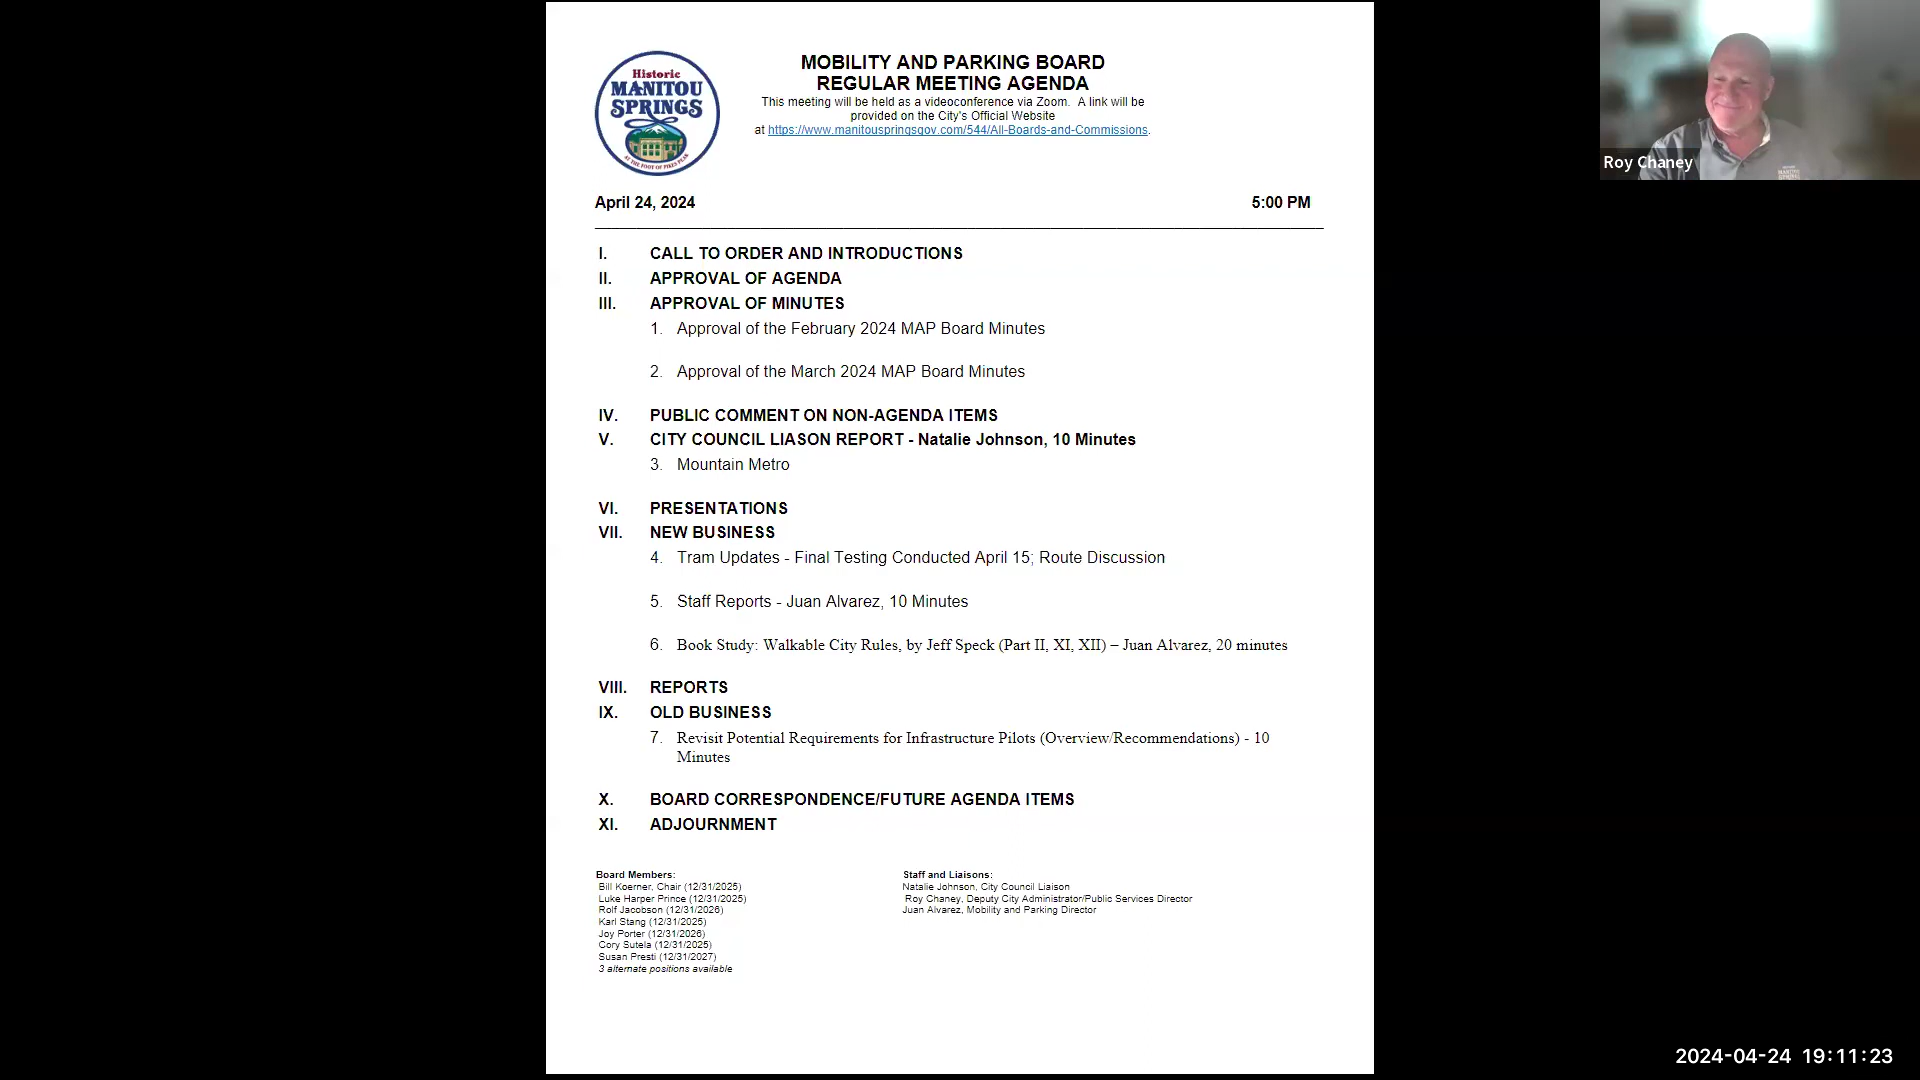 Historic
MANITOU
SPRINGS
AT THE FOOT OF PIKES PEAK
MOBILITY AND PARKING BOARD
REGULAR MEETING AGENDA
This meeting will be held as a videoconference via Zoom. A link will be
provided on the City's Official Website
at https://www.manitouspringsgov.com/544/All-Boards-and-Commissions.
April 24, 2024 5:00 PM
I. CALL TO ORDER AND INTRODUCTIONS
II. APPROVAL OF AGENDA
III. APPROVAL OF MINUTES
1. Approval of the February 2024 MAP Board Minutes
2. Approval of the March 2024 MAP Board Minutes
IV. PUBLIC COMMENT ON NON-AGENDA ITEMS
V. CITY COUNCIL LIASON REPORT - Natalie Johnson, 10 Minutes
3. Mountain Metro
VI. PRESENTATIONS
VII. NEW BUSINESS
4. Tram Updates - Final Testing Conducted April 15; Route Discussion
5. Staff Reports - Juan Alvarez, 10 Minutes
6. Book Study: Walkable City Rules, by Jeff Speck (Part II, XI, XII) – Juan Alvarez, 20 minutes
VIII. REPORTS
IX. OLD BUSINESS
7. Revisit Potential Requirements for Infrastructure Pilots (Overview/Recommendations) - 10
Minutes
X. BOARD CORRESPONDENCE/FUTURE AGENDA ITEMS
XI. ADJOURNMENT
Board Members:
Bill Koerner, Chair (12/31/2025)
Luke Harper Prince (12/31/2025)
Rolf Jacobson (12/31/2026)
Karl Stang (12/31/2025)
Joy Porter (12/31/2026)
Cory Sutela (12/31/2025)
Susan Presti (12/31/2027)
3 alternate positions available
Staff and Liaisons:
Natalie Johnson, City Council Liaison
Roy Chaney, Deputy City Administrator/Public Services Director
Juan Alvarez, Mobility and Parking Director
Roy Chaney
MANITOU
SPRINGS
2024-04-24 19:11:23